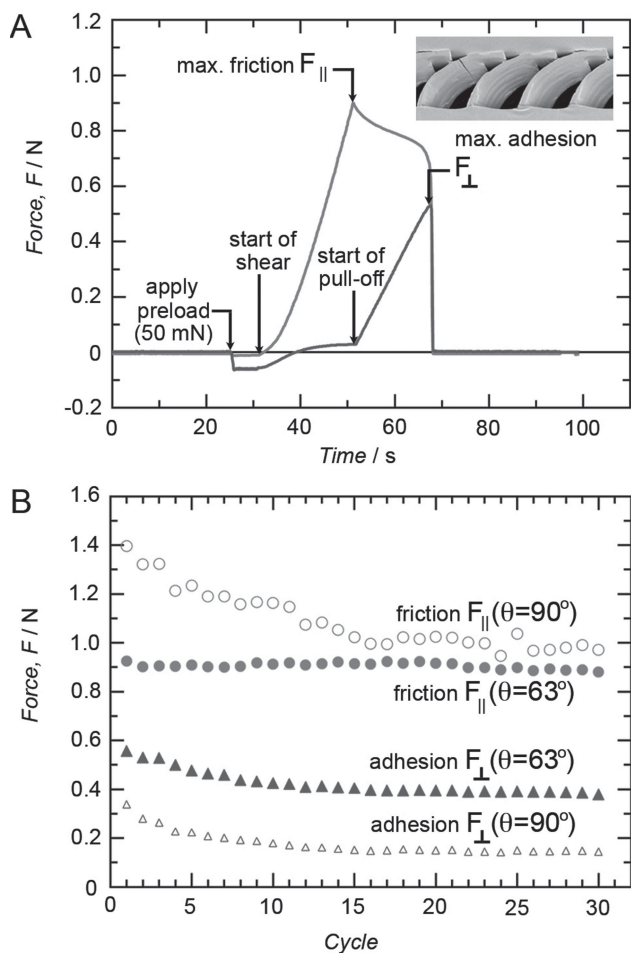 A
1.2
1.0
0.8
0.6
0.4
0.2
0
-0.2
Force, F / N
max. friction F||
max. adhesion
F⊥
start of
shear
start of
pull-off
apply
preload
(50 mN)
0 20 40 60 80 100
Time / s
B
1.6
1.4
1.2
1.0
0.8
0.6
0.4
0.2
0
Force, F / N
friction F||(θ=90°)
friction F||(θ=63°)
adhesion F⊥(θ=63°)
adhesion F⊥(θ=90°)
0 5 10 15 20 25 30
Cycle